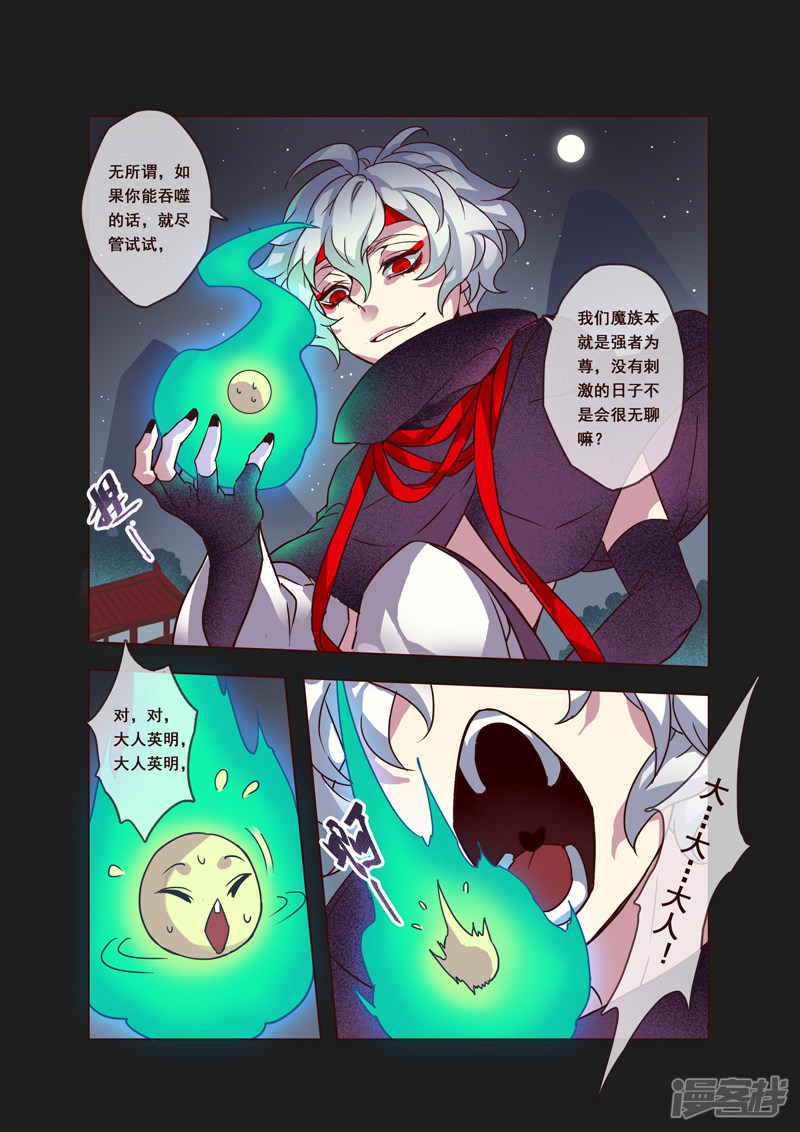 无所谓，如
果你能吞噬
的话，就尽
管试试，
我们魔族本
就是强者为
尊，没有刺
激的日子不
是会很无聊
嘛？
对，对，
大人英明，
大人英明，
啊—
大…大…大人！
漫客栈